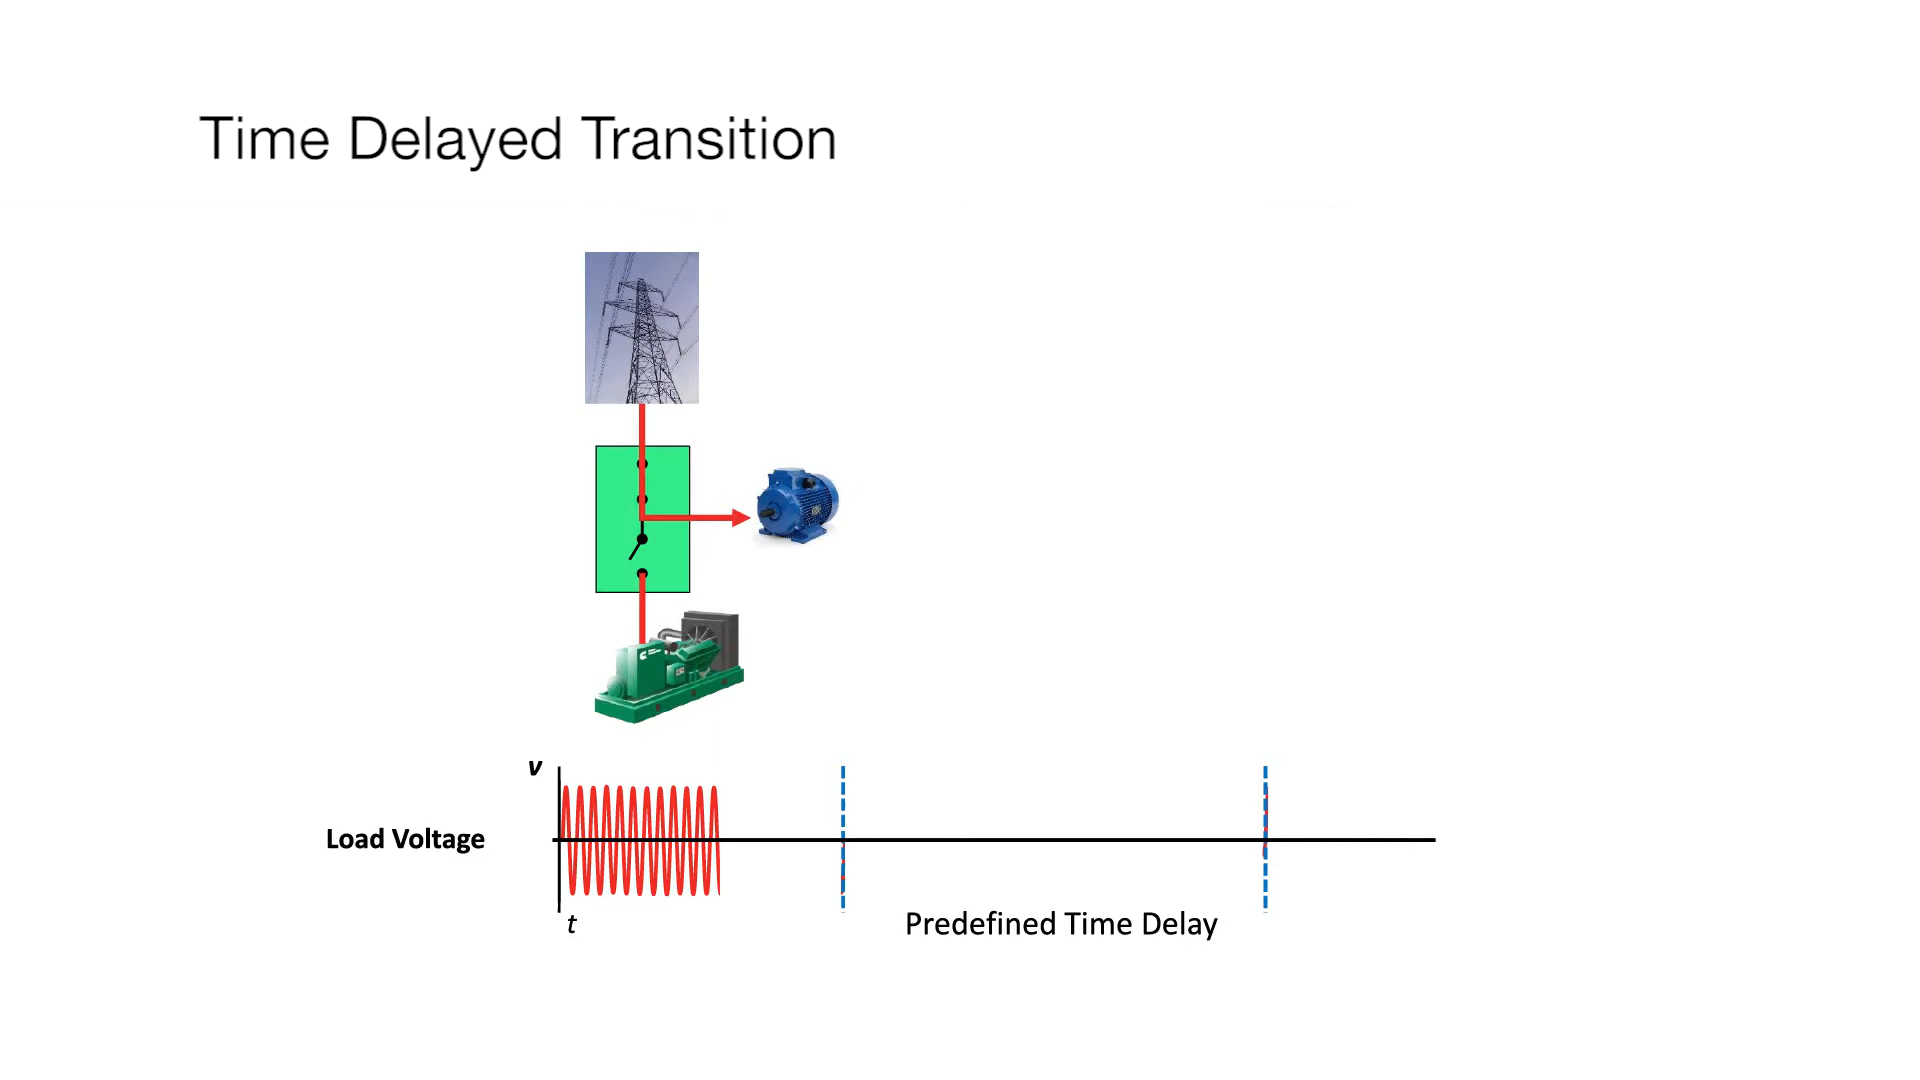 Time Delayed Transition
v
Load Voltage
t
Predefined Time Delay